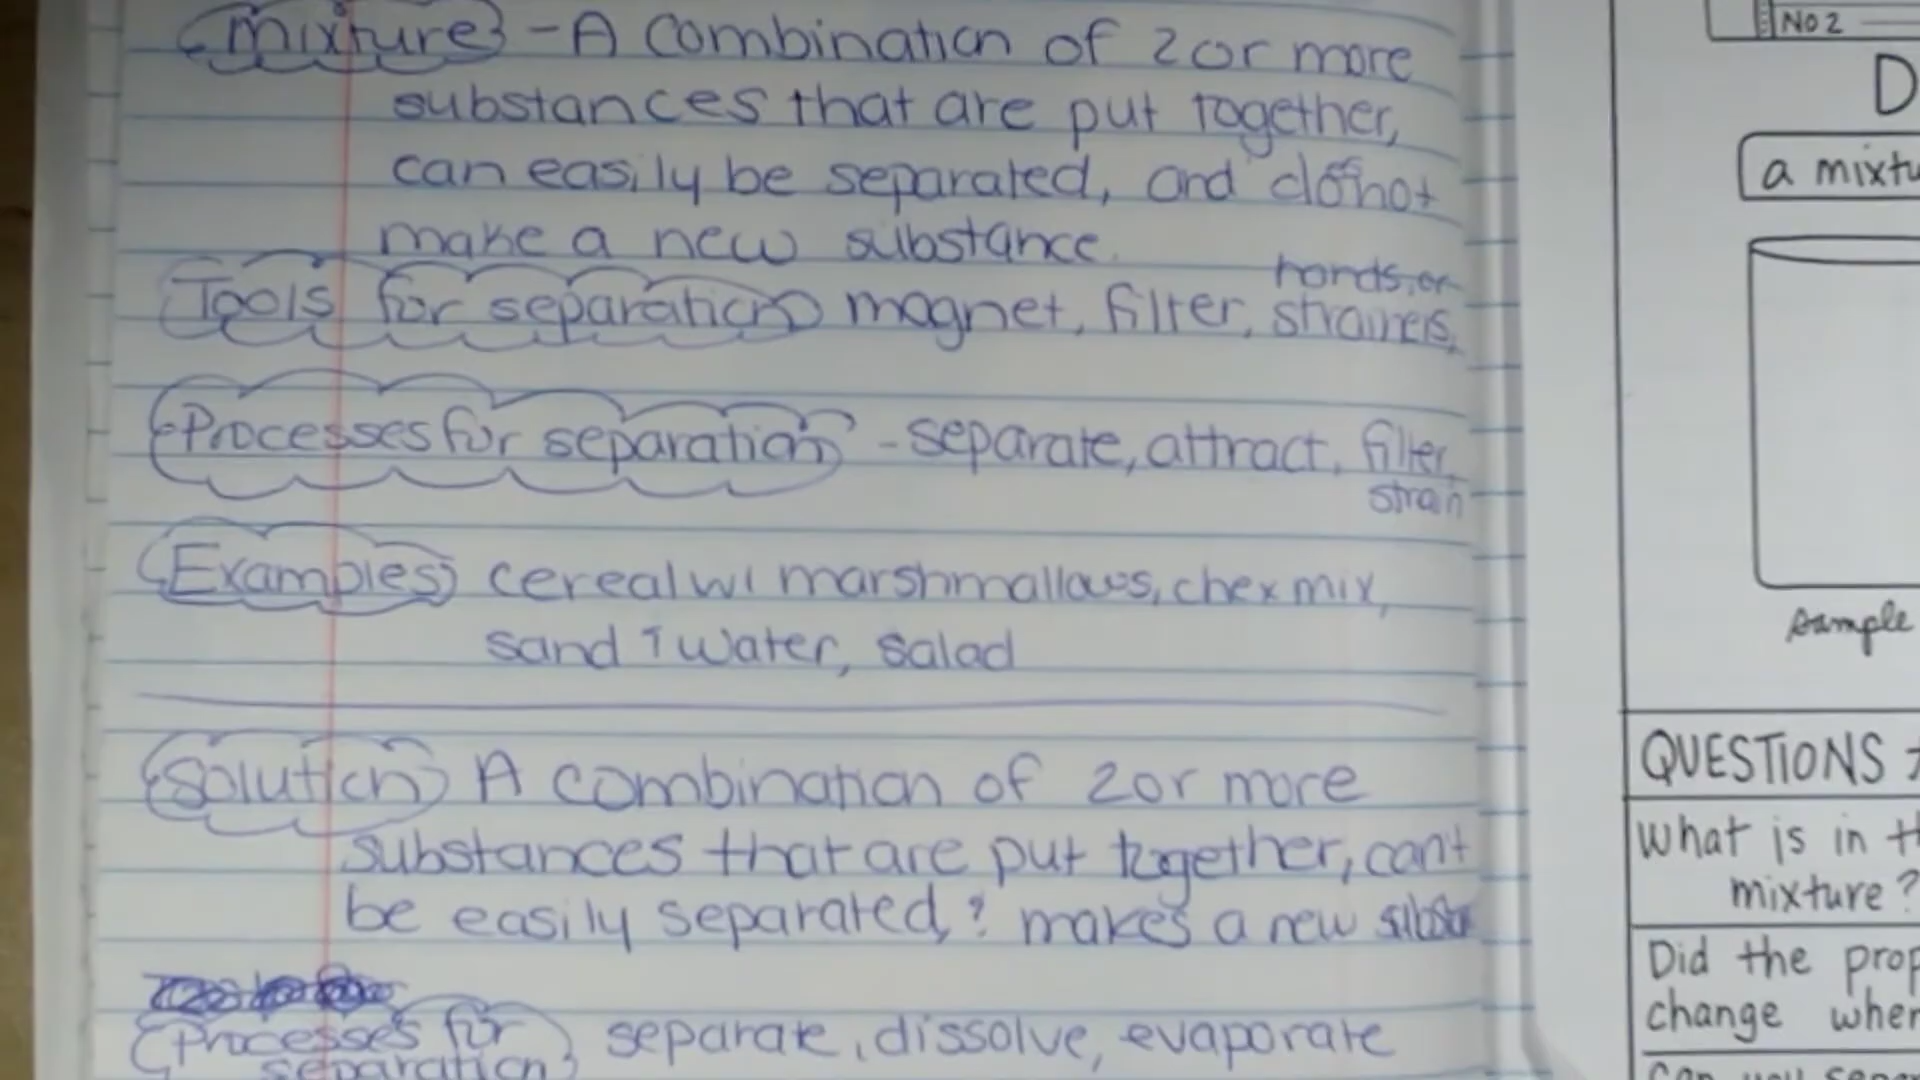 Mixture - A combination of 2 or more
substances that are put together,
can easily be separated, and do not
make a new substance.
Tools for separation magnet, filter, strainers,
hands, or
Processes for separation - separate, attract, filter,
strain
Examples cereal w/ marshmallows, chex mix,
sand + water, salad
Solution A combination of 2 or more
substances that are put together, can't
be easily separated, & makes a new
Processes for
separation separate, dissolve, evaporate
No 2
D
a mixtu
sample
QUESTIONS
What is in th
mixture?
Did the prop
change when
can you sepa